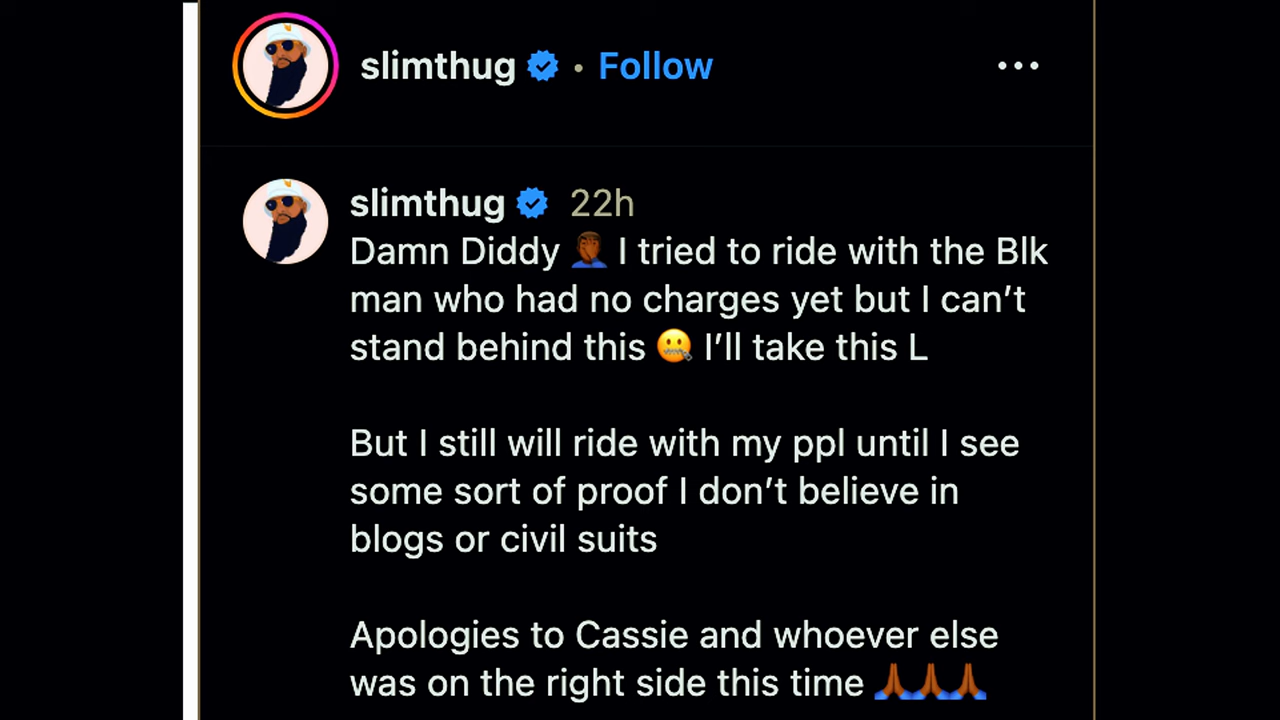 slimthug • Follow
slimthug 22h
Damn Diddy 🤦🏾‍♂️ I tried to ride with the Blk
man who had no charges yet but I can’t
stand behind this 🤐 I’ll take this L
But I still will ride with my ppl until I see
some sort of proof I don’t believe in
blogs or civil suits
Apologies to Cassie and whoever else
was on the right side this time 🙏🏾🙏🏾🙏🏾